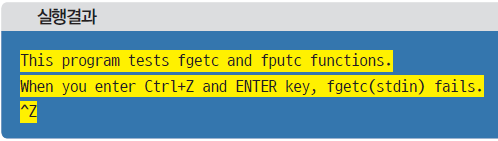 실행결과
This program tests fgetc and fputc functions.
When you enter Ctrl+Z and ENTER key, fgetc(stdin) fails.
^Z